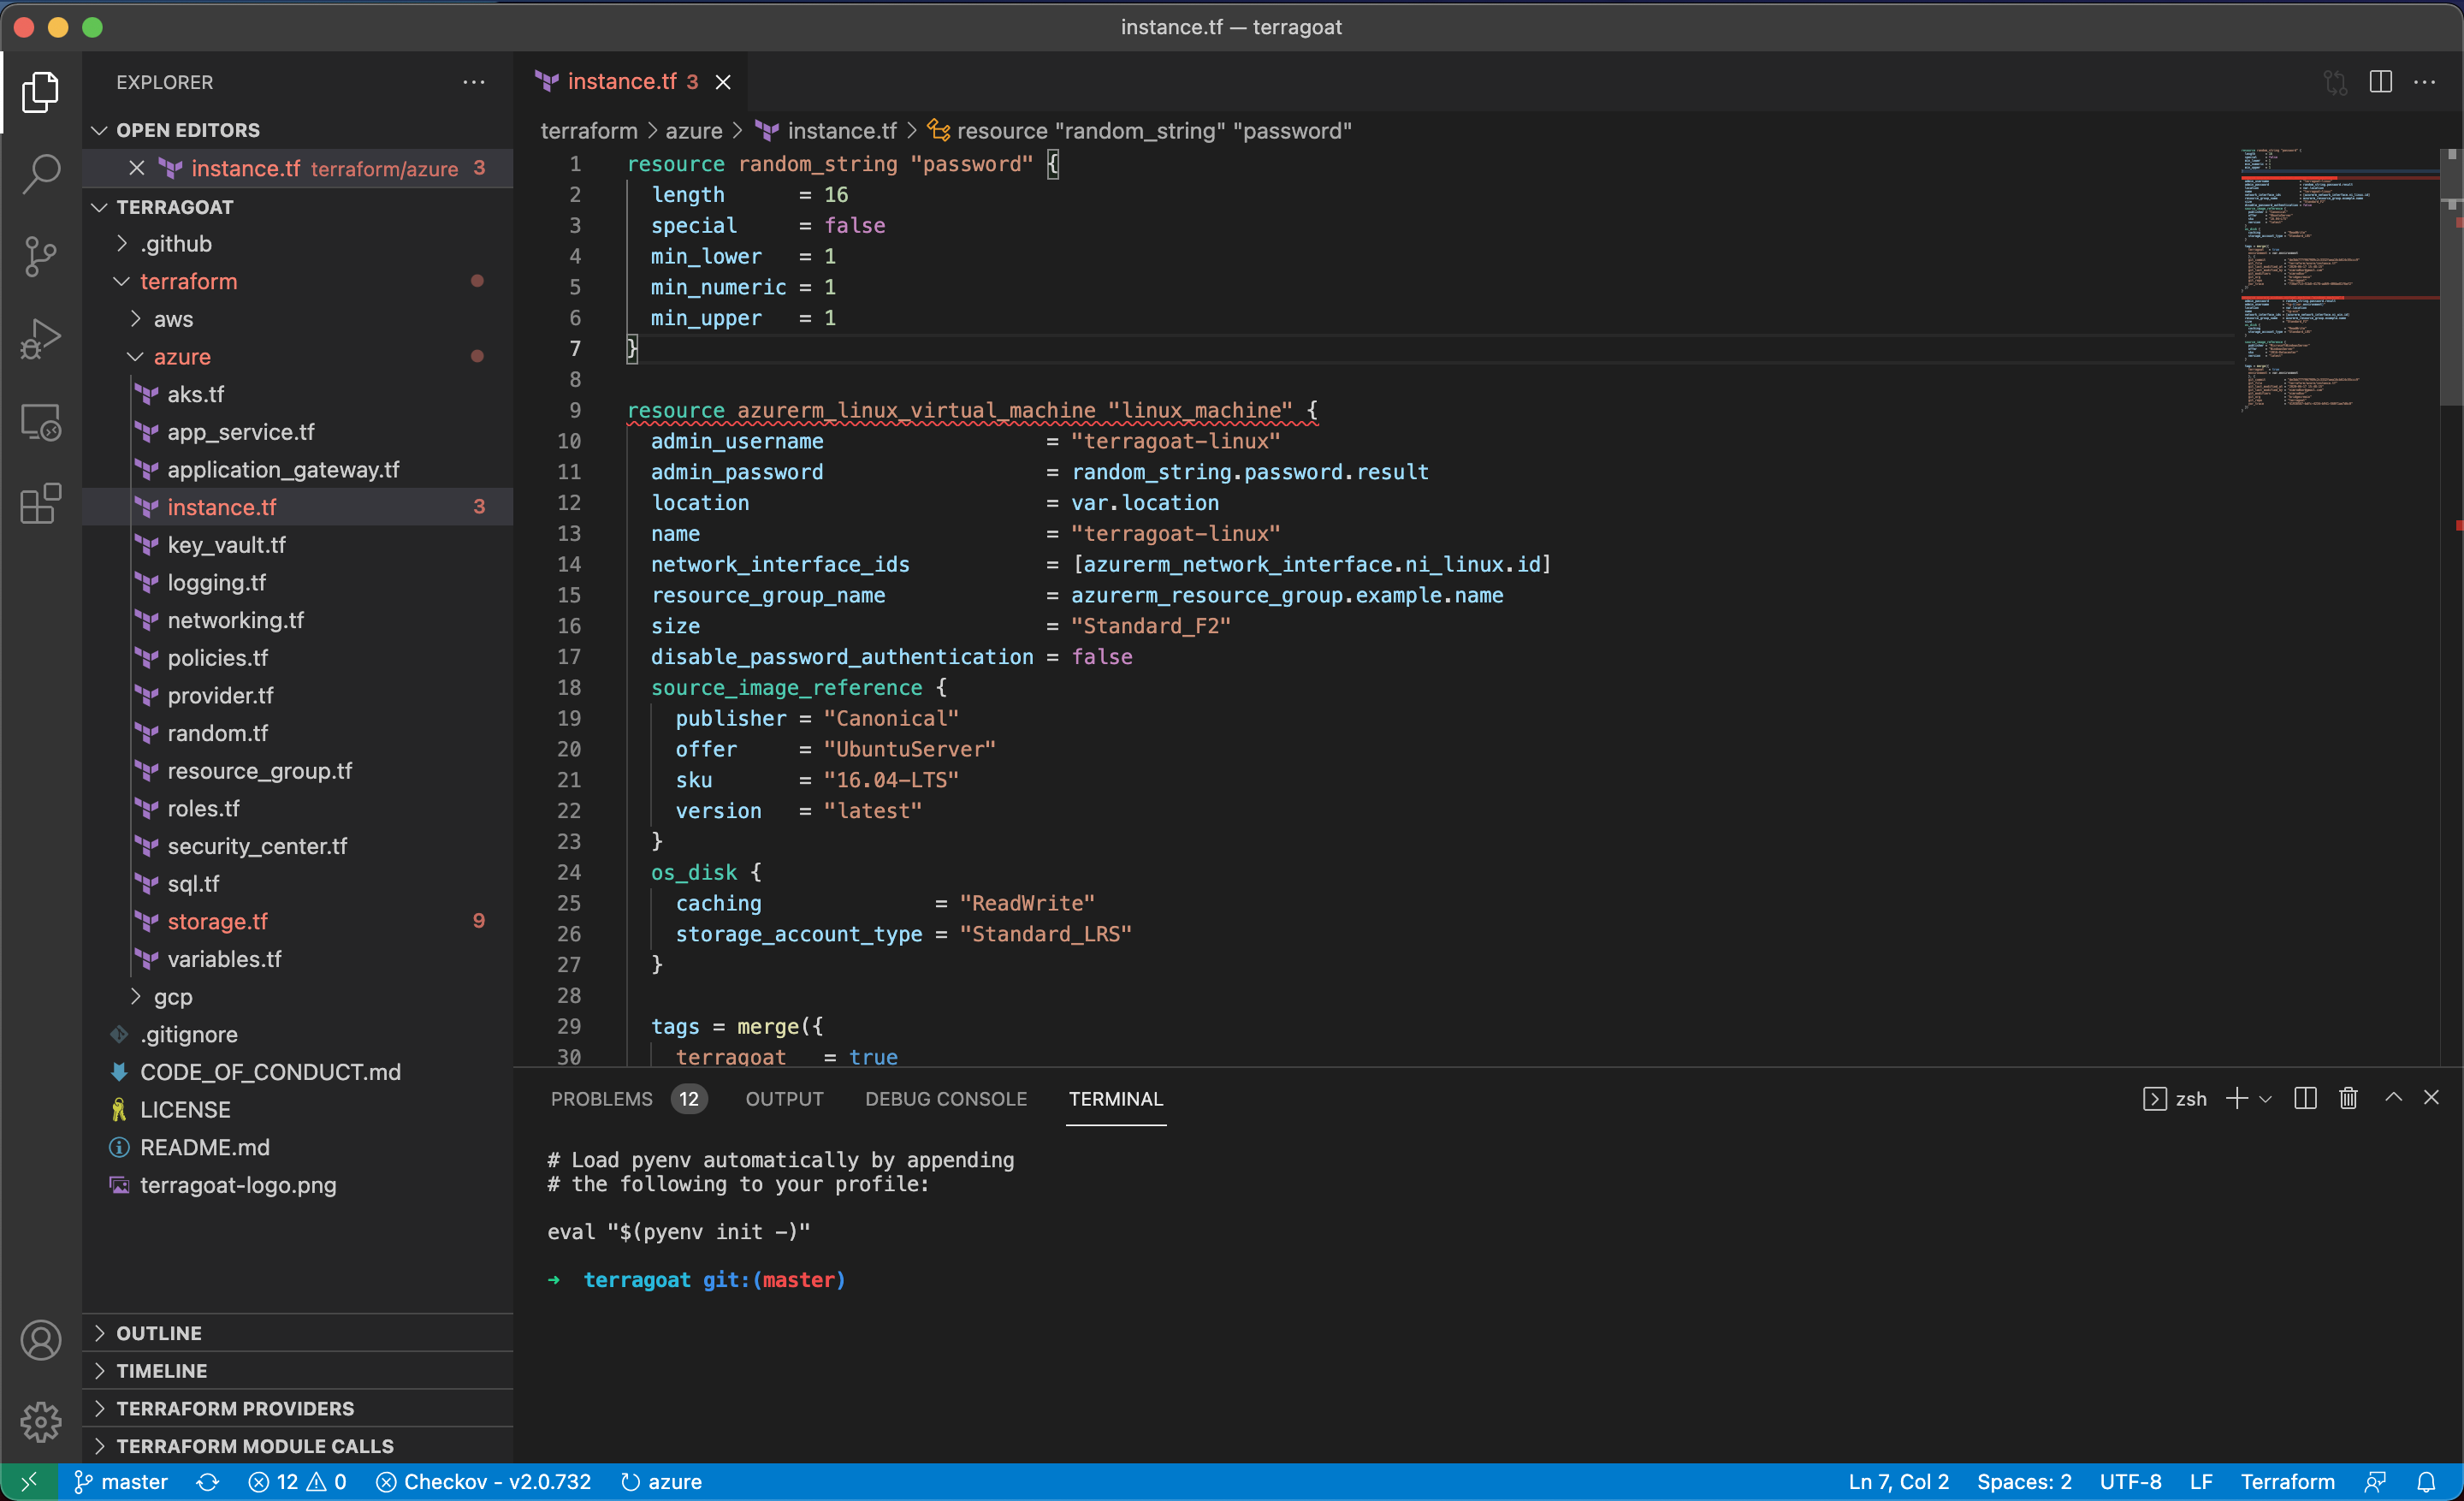 instance.tf — terragoat
EXPLORER
OPEN EDITORS
instance.tf terraform/azure 3
TERRAGOAT
.github
terraform
aws
azure
aks.tf
app_service.tf
application_gateway.tf
instance.tf 3
key_vault.tf
logging.tf
networking.tf
policies.tf
provider.tf
random.tf
resource_group.tf
roles.tf
security_center.tf
sql.tf
storage.tf 9
variables.tf
gcp
.gitignore
CODE_OF_CONDUCT.md
LICENSE
README.md
terragoat-logo.png
OUTLINE
TIMELINE
TERRAFORM PROVIDERS
TERRAFORM MODULE CALLS
instance.tf 3
terraform > azure > instance.tf > resource "random_string" "password"
1 resource random_string "password" {
2 length = 16
3 special = false
4 min_lower = 1
5 min_numeric = 1
6 min_upper = 1
7 }
8
9 resource azurerm_linux_virtual_machine "linux_machine" {
10 admin_username = "terragoat-linux"
11 admin_password = random_string.password.result
12 location = var.location
13 name = "terragoat-linux"
14 network_interface_ids = [azurerm_network_interface.ni_linux.id]
15 resource_group_name = azurerm_resource_group.example.name
16 size = "Standard_F2"
17 disable_password_authentication = false
18 source_image_reference {
19 publisher = "Canonical"
20 offer = "UbuntuServer"
21 sku = "16.04-LTS"
22 version = "latest"
23 }
24 os_disk {
25 caching = "ReadWrite"
26 storage_account_type = "Standard_LRS"
27 }
28
29 tags = merge({
30 terragoat = true
PROBLEMS 12 OUTPUT DEBUG CONSOLE TERMINAL zsh
# Load pyenv automatically by appending
# the following to your profile:
eval "$(pyenv init -)"
➜ terragoat git:(master)
master 12 0 Checkov - v2.0.732 azure Ln 7, Col 2 Spaces: 2 UTF-8 LF Terraform